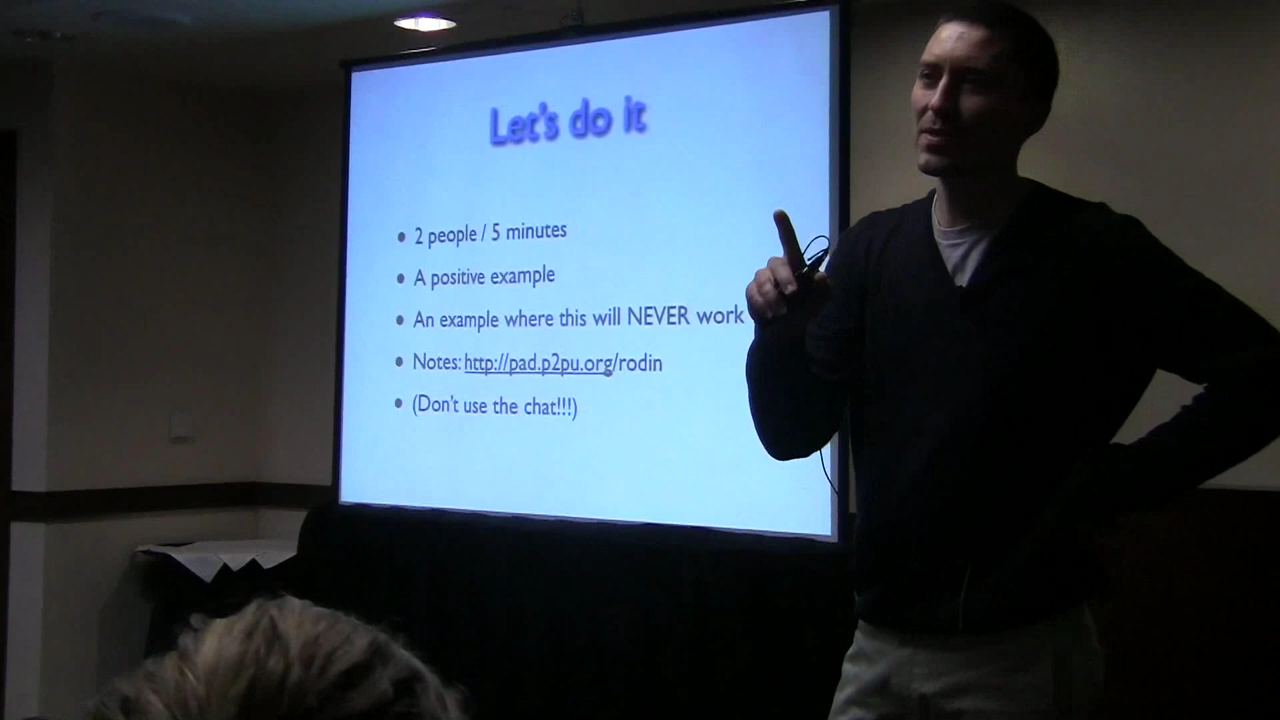 Let's do it
• 2 people / 5 minutes
• A positive example
• An example where this will NEVER work
• Notes: http://pad.p2pu.org/rodin
• (Don't use the chat!!!)